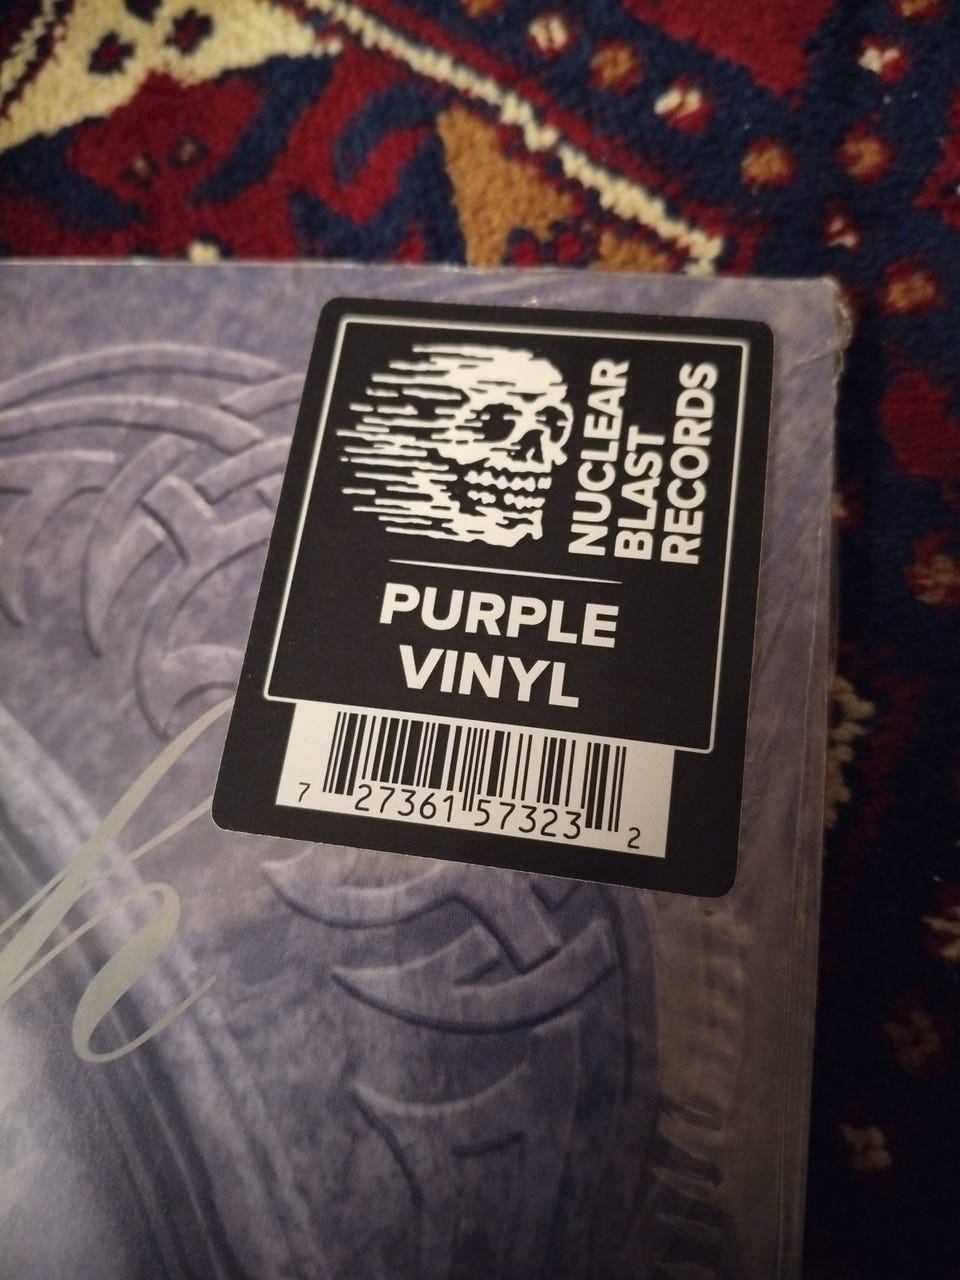 NUCLEAR
BLAST
RECORDS
PURPLE
VINYL
7 27361 57323 2
h